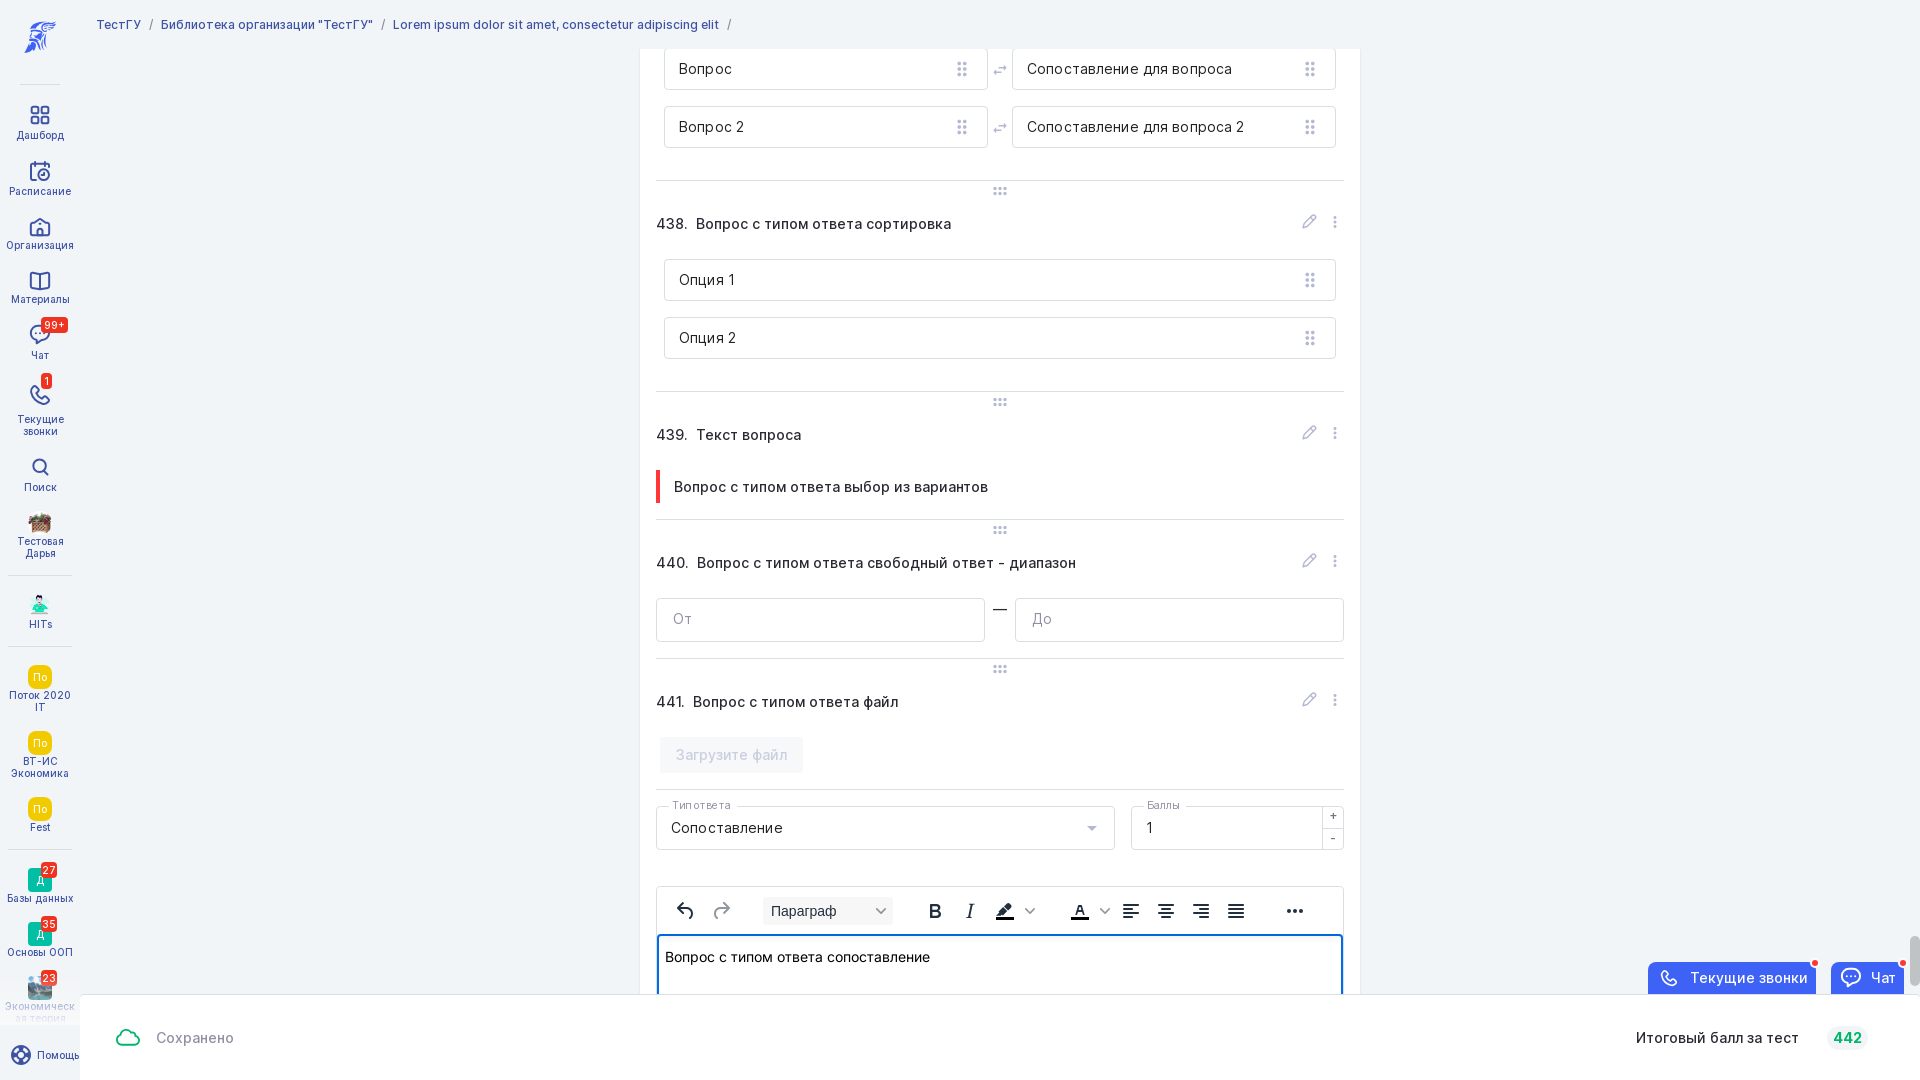 ТестГУ / Библиотека организации "ТестГУ" / Lorem ipsum dolor sit amet, consectetur adipiscing elit /
Дашборд
Расписание
Организация
Материалы
99+
Чат
1
Текущие
звонки
Поиск
Тестовая
Дарья
HITs
По
Поток 2020
IT
По
ВТ-ИС
Экономика
По
Fest
27
Д
Базы данных
35
Д
Основы ООП
23
Экономическ
ая теория
Помощь
Вопрос
Сопоставление для вопроса
Вопрос 2
Сопоставление для вопроса 2
438. Вопрос с типом ответа сортировка
Опция 1
Опция 2
439. Текст вопроса
Вопрос с типом ответа выбор из вариантов
440. Вопрос с типом ответа свободный ответ - диапазон
От — До
441. Вопрос с типом ответа файл
Загрузите файл
Тип ответа
Сопоставление
Баллы
1
+
-
Параграф
Вопрос с типом ответа сопоставление
Текущие звонки
Чат
Сохранено
Итоговый балл за тест 442